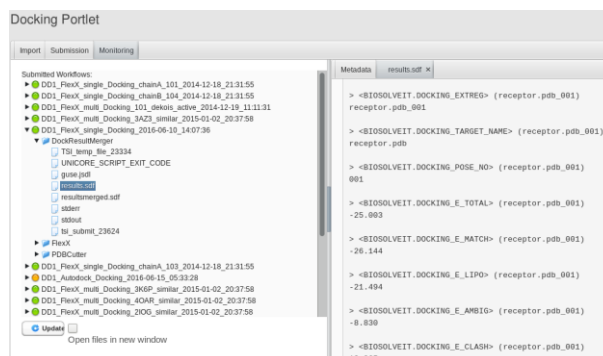 Docking Portlet
Import Submission Monitoring
Submitted Workflows:
DD1_FlexX_single_Docking_chainA_101_2014-12-18_21:31:55
DD1_FlexX_single_Docking_chainB_104_2014-12-18_21:31:55
DD1_FlexX_multi_Docking_101_dekois_active_2014-12-19_11:11:31
DD1_FlexX_multi_Docking_3AZ3_similar_2015-01-02_20:37:58
DD1_FlexX_single_Docking_2016-06-10_14:07:36
DockResultMerger
TSI_temp_file_23334
UNICORE_SCRIPT_EXIT_CODE
guse.jsdl
results.sdf
resultsmerged.sdf
stderr
stdout
tsi_submit_23624
FlexX
PDBCutter
DD1_FlexX_single_Docking_chainA_103_2014-12-18_21:31:55
DD1_Autodock_Docking_2016-06-15_05:33:28
DD1_FlexX_multi_Docking_3K6P_similar_2015-01-02_20:37:58
DD1_FlexX_multi_Docking_4OAR_similar_2015-01-02_20:37:58
DD1_FlexX_multi_Docking_2IOG_similar_2015-01-02_20:37:58
Update
Open files in new window
Metadata results.sdf ×
> <BIOSOLVEIT.DOCKING_EXTREG> (receptor.pdb_001)
receptor.pdb_001
> <BIOSOLVEIT.DOCKING_TARGET_NAME> (receptor.pdb_001)
receptor.pdb
> <BIOSOLVEIT.DOCKING_POSE_NO> (receptor.pdb_001)
001
> <BIOSOLVEIT.DOCKING_E_TOTAL> (receptor.pdb_001)
-25.003
> <BIOSOLVEIT.DOCKING_E_MATCH> (receptor.pdb_001)
-26.144
> <BIOSOLVEIT.DOCKING_E_LIPO> (receptor.pdb_001)
-21.494
> <BIOSOLVEIT.DOCKING_E_AMBIG> (receptor.pdb_001)
-8.830
> <BIOSOLVEIT.DOCKING_E_CLASH> (receptor.pdb_001)